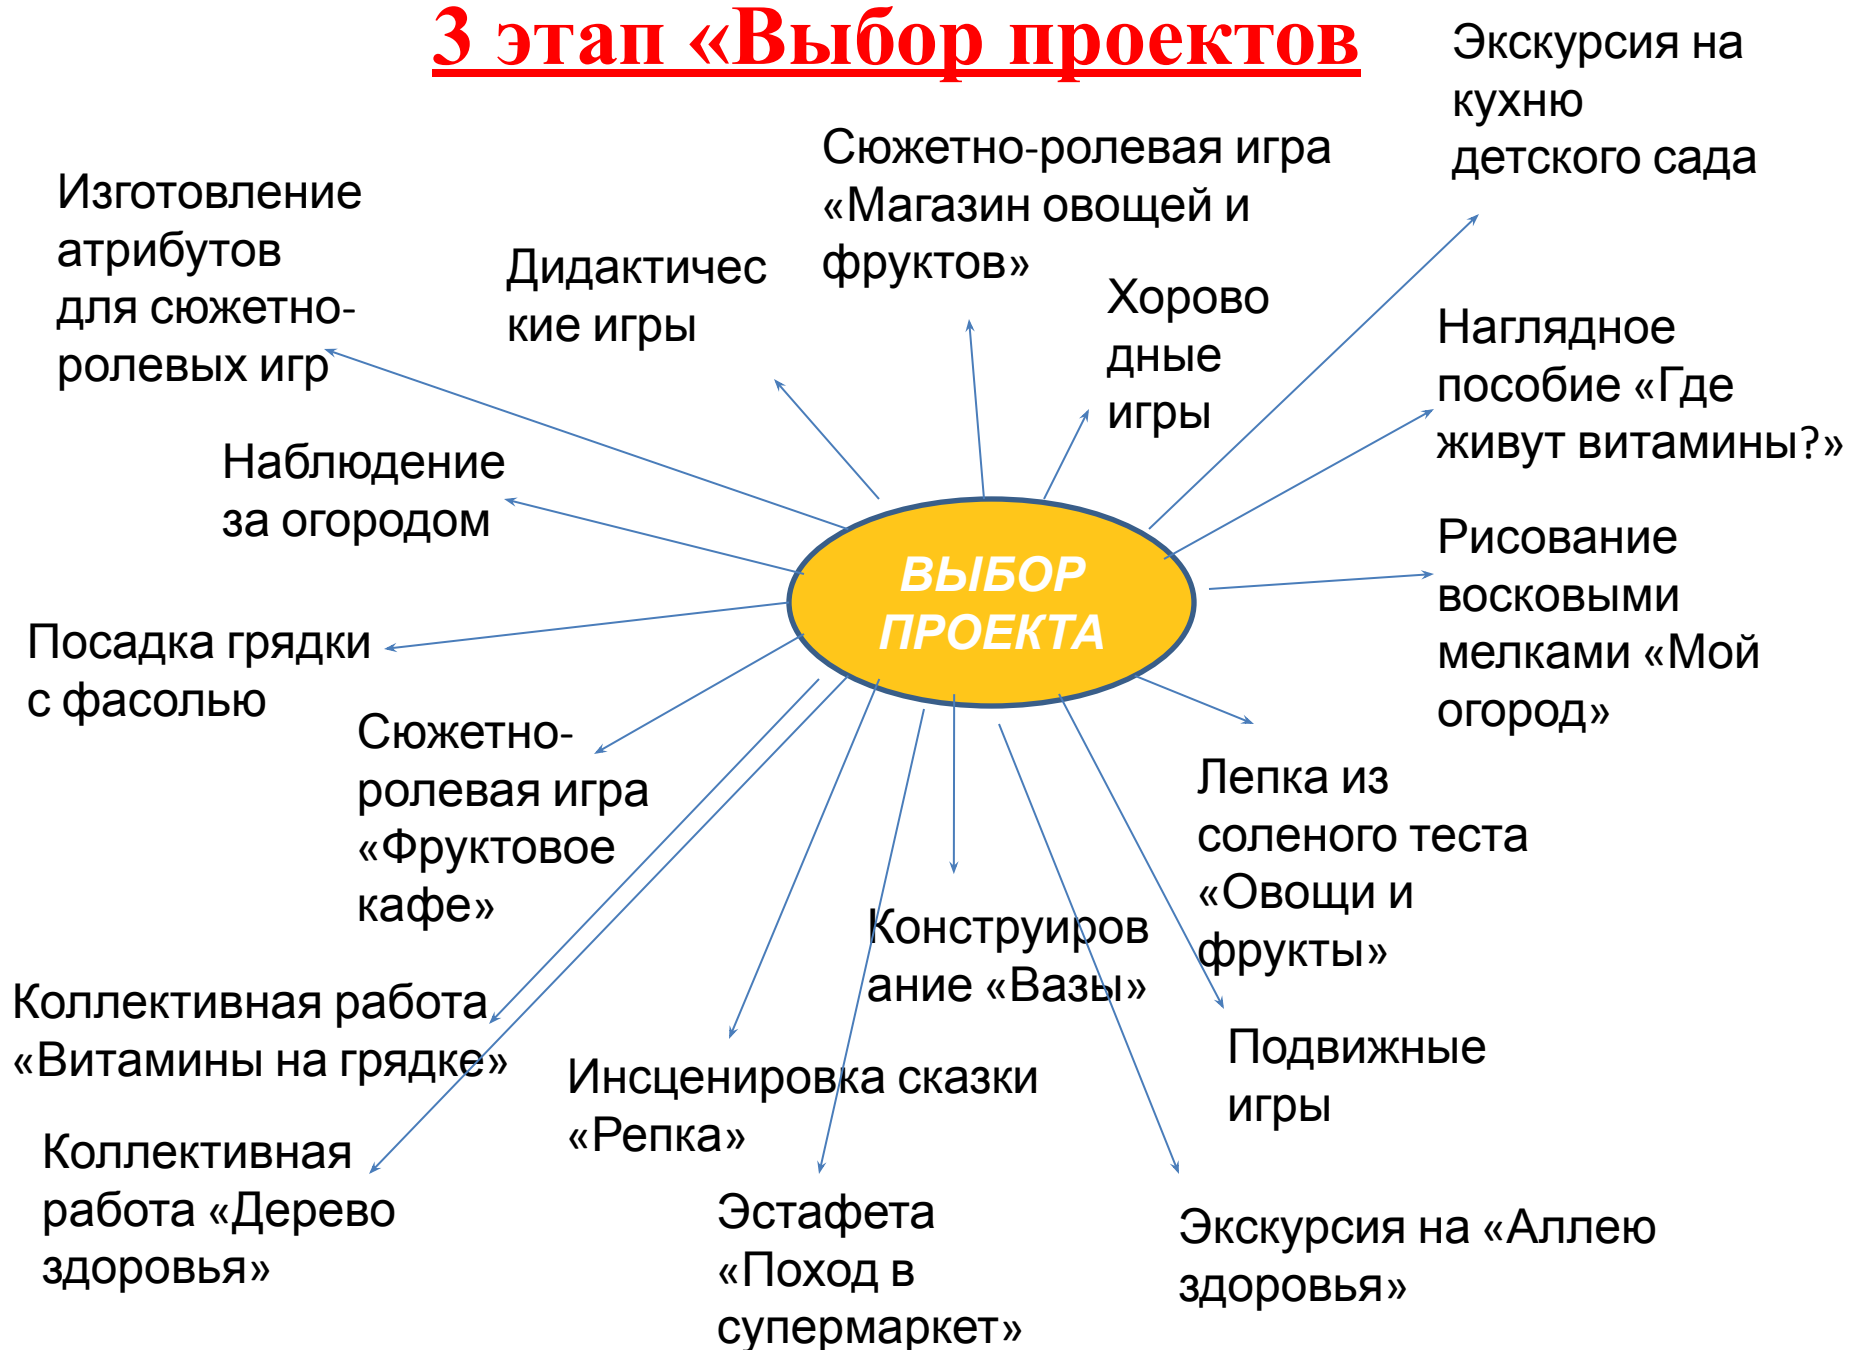 3 этап «Выбор проектов
Экскурсия на
кухню
детского сада
Сюжетно-ролевая игра
«Магазин овощей и
фруктов»
Изготовление
атрибутов
для сюжетно-
ролевых игр
Дидактичес
кие игры
Хорово
дные
игры
Наглядное
пособие «Где
живут витамины?»
Наблюдение
за огородом
ВЫБОР
ПРОЕКТА
Рисование
восковыми
мелками «Мой
огород»
Посадка грядки
с фасолью
Сюжетно-
ролевая игра
«Фруктовое
кафе»
Лепка из
соленого теста
«Овощи и
фрукты»
Конструиров
ание «Вазы»
Коллективная работа
«Витамины на грядке»
Инсценировка сказки
«Репка»
Подвижные
игры
Коллективная
работа «Дерево
здоровья»
Эстафета
«Поход в
супермаркет»
Экскурсия на «Аллею
здоровья»